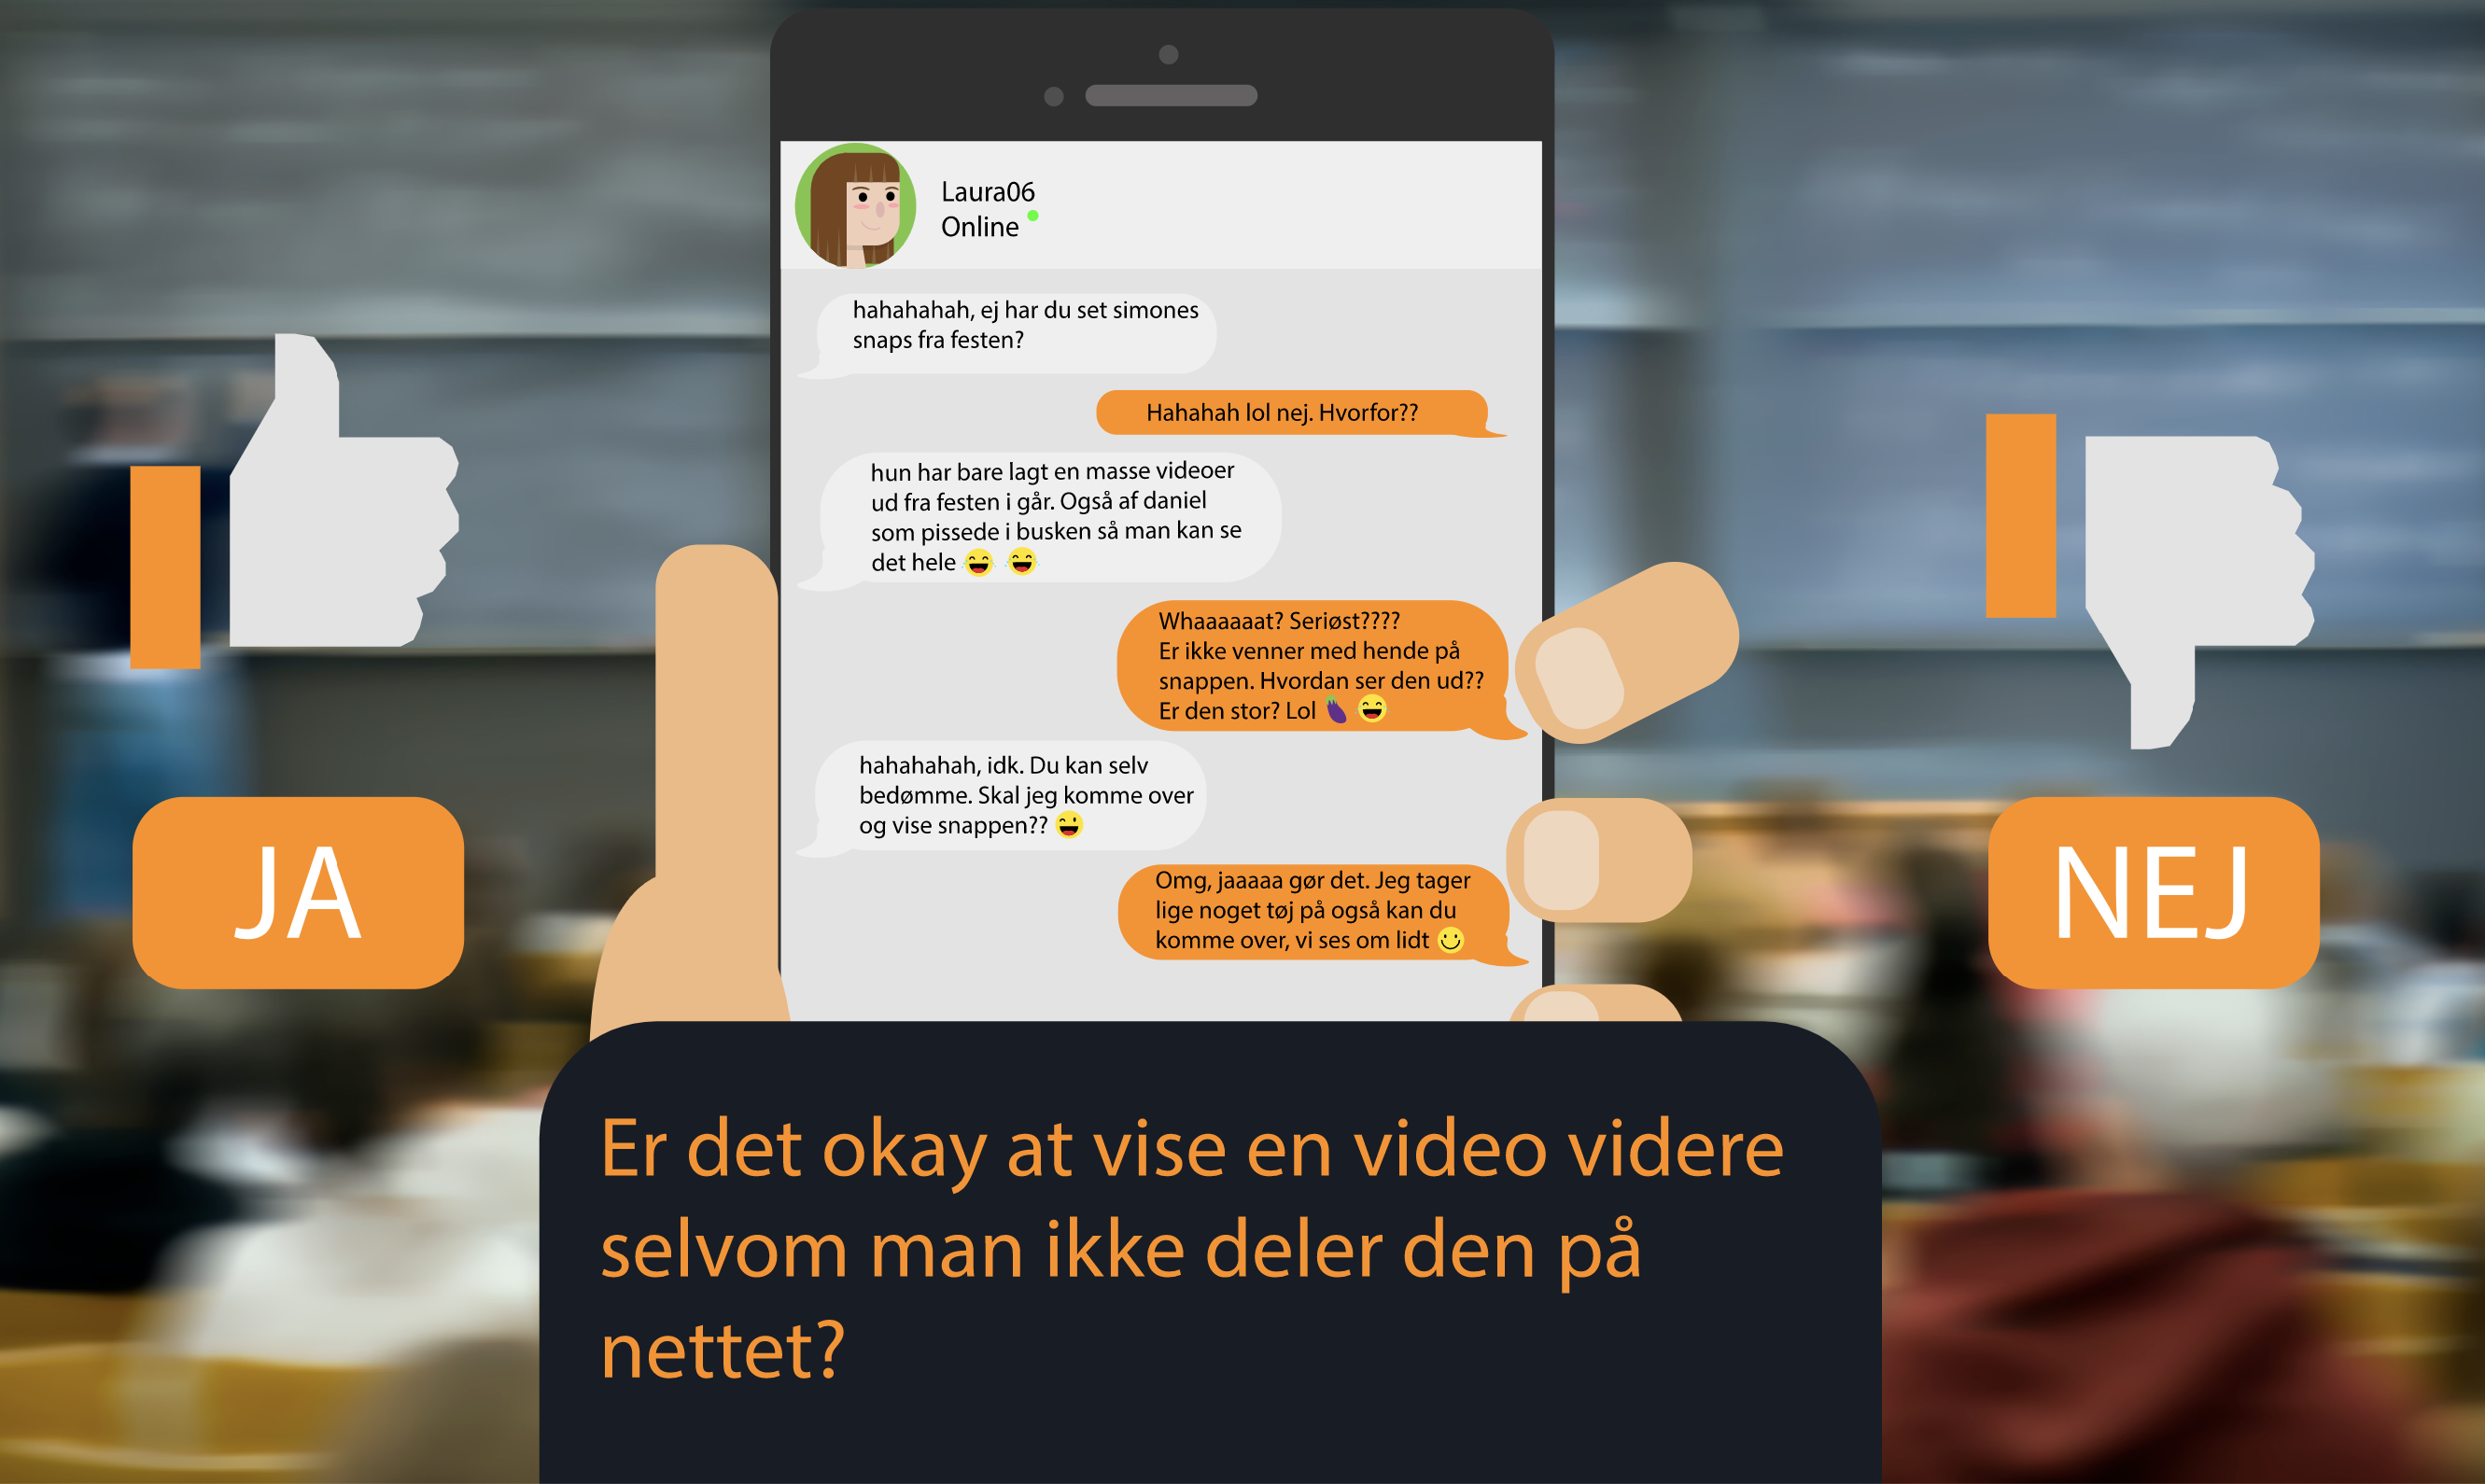 Laura06
Online
hahahahah, ej har du set simones
snaps fra festen?
Hahahah lol nej. Hvorfor??
hun har bare lagt en masse videoer
ud fra festen i går. Også af daniel
som pissede i busken så man kan se
det hele 😂 😂
Whaaaaaat? Seriøst????
Er ikke venner med hende på
snappen. Hvordan ser den ud??
Er den stor? Lol 🍆 😄
hahahahah, idk. Du kan selv
bedømme. Skal jeg komme over
og vise snappen?? 😜
Omg, jaaaaa gør det. Jeg tager
lige noget tøj på også kan du
komme over, vi ses om lidt 🙂
JA
NEJ
Er det okay at vise en video videre
selvom man ikke deler den på
nettet?